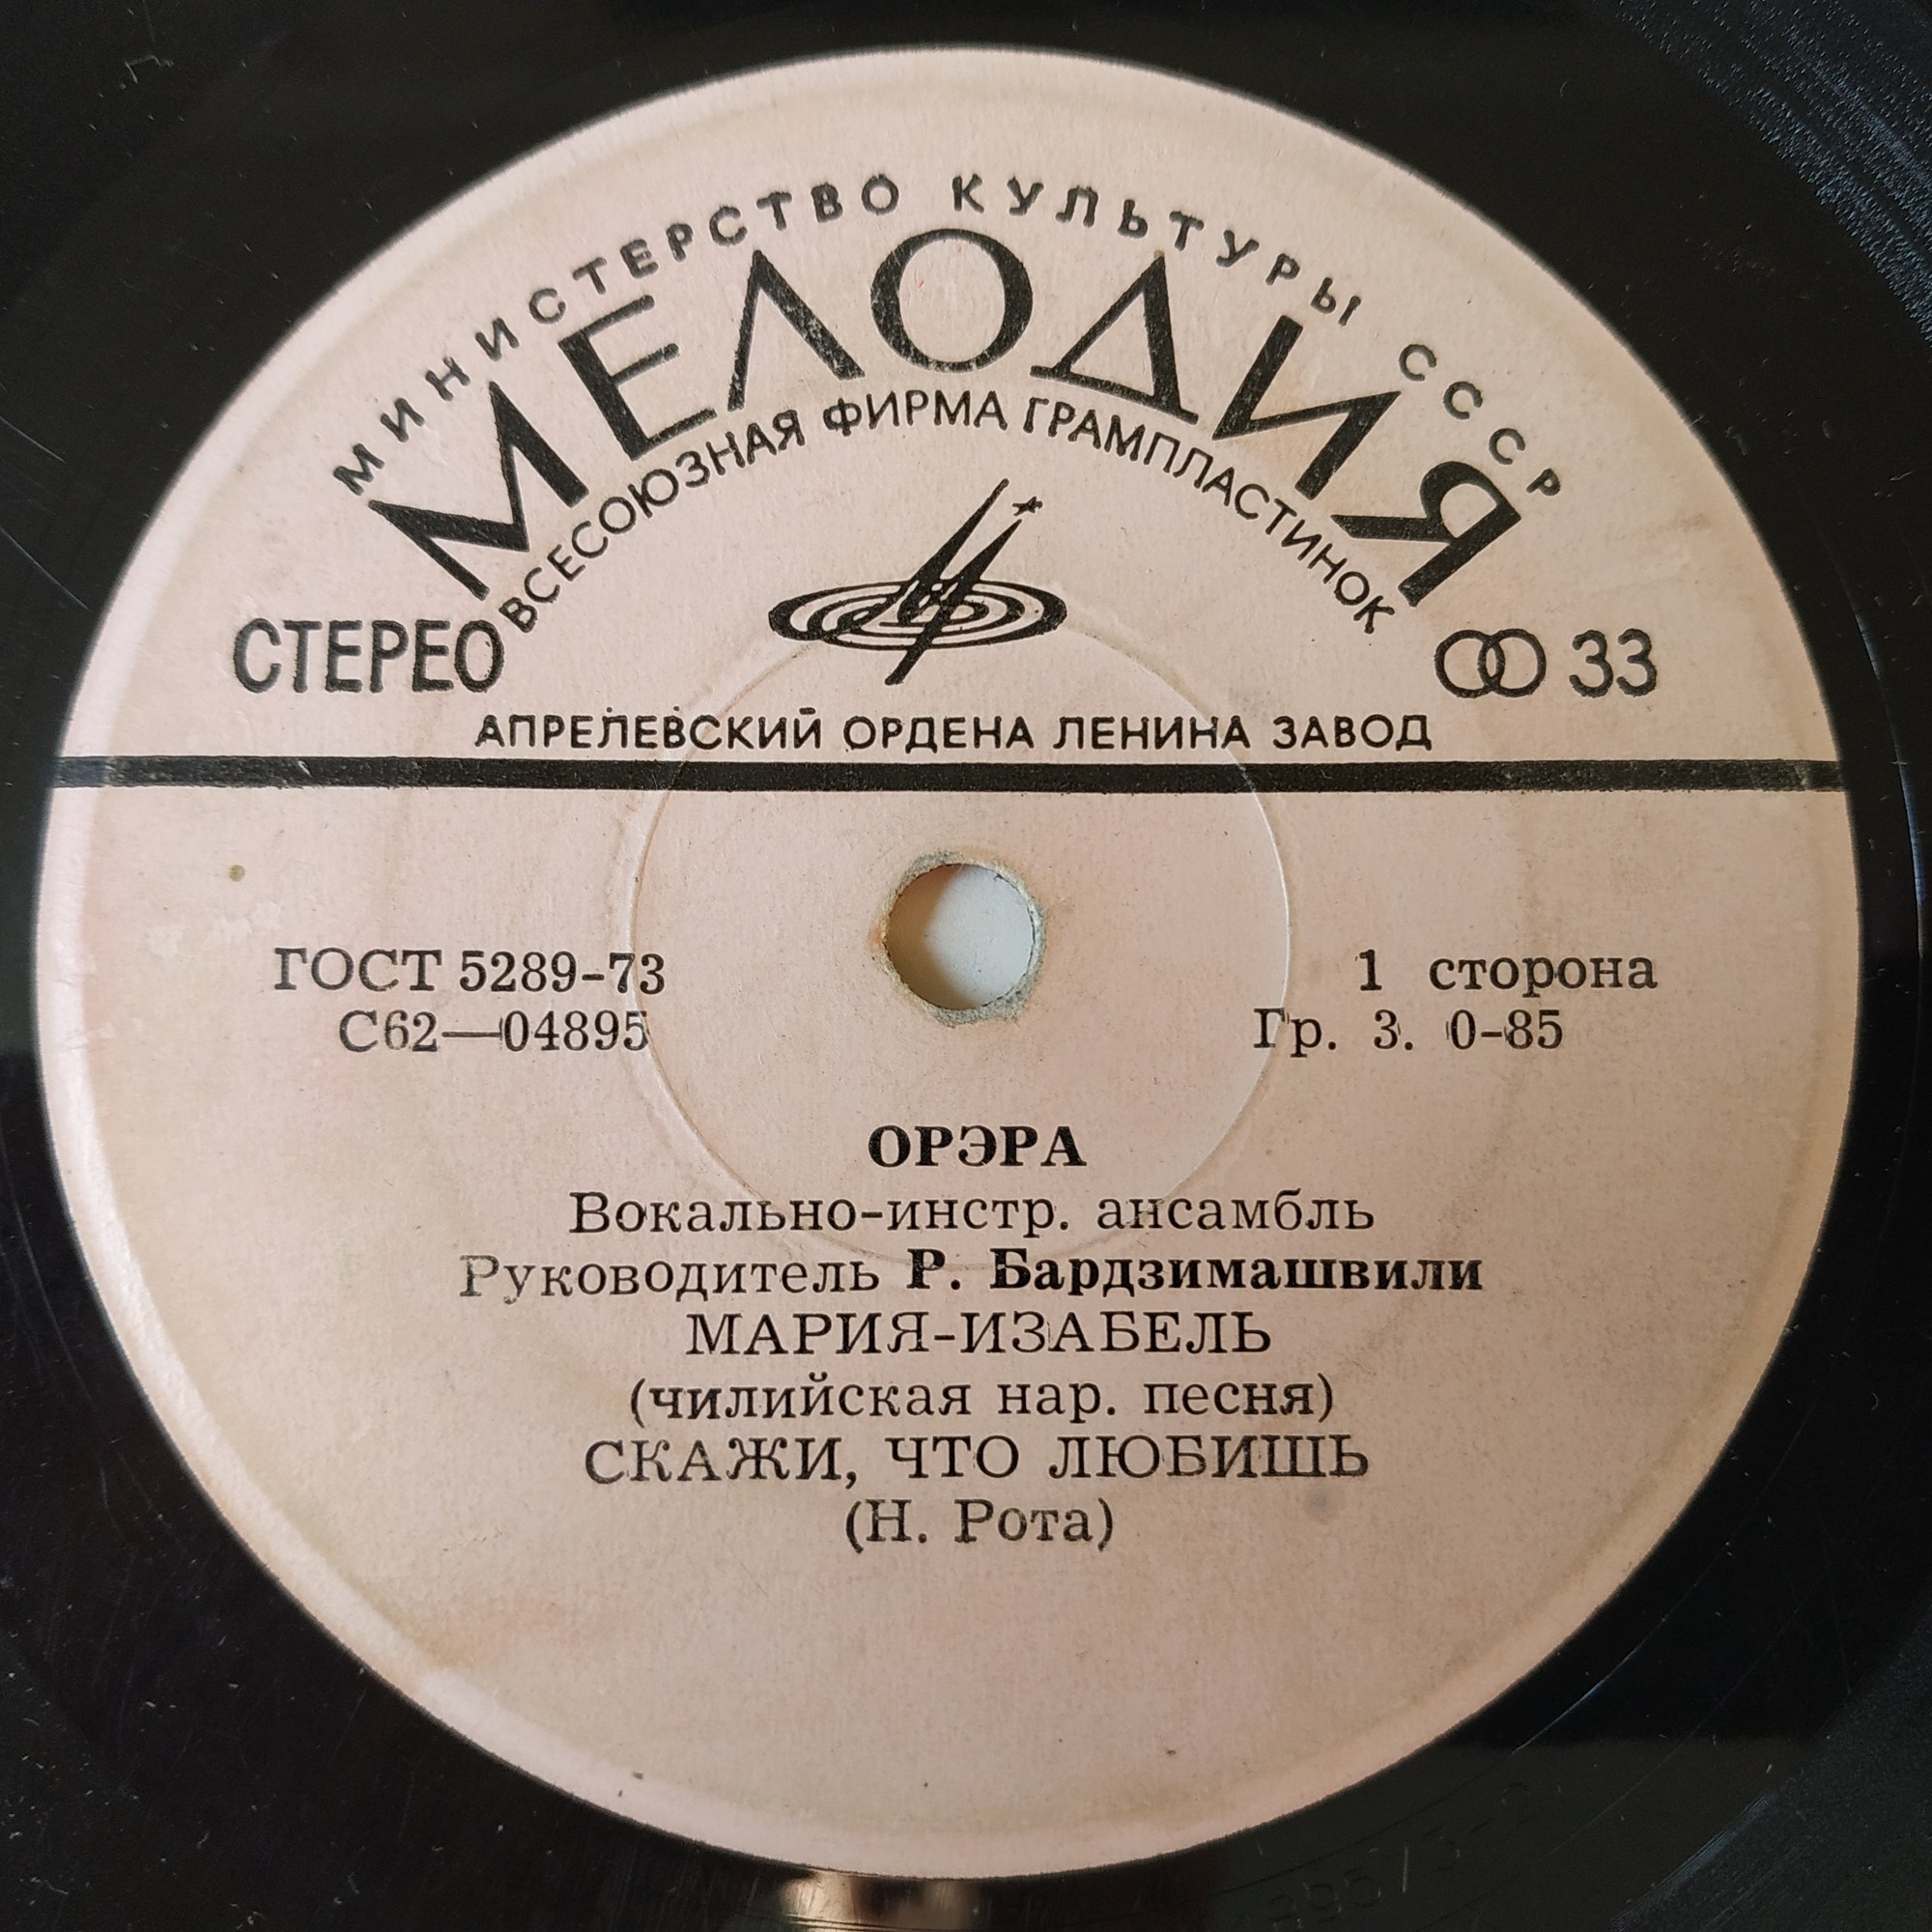 МИНИСТЕРСТВО КУЛЬТУРЫ СССР
МЕЛОДИЯ
ВСЕСОЮЗНАЯ ФИРМА ГРАМПЛАСТИНОК
СТЕРЕО 33
АПРЕЛЕВСКИЙ ОРДЕНА ЛЕНИНА ЗАВОД
ГОСТ 5289-73 1 сторона
С62—04895 Гр. 3. 0-85
ОРЭРА
Вокально-инстр. ансамбль
Руководитель Р. Бардзимашвили
МАРИЯ-ИЗАБЕЛЬ
(чилийская нар. песня)
СКАЖИ, ЧТО ЛЮБИШЬ
(Н. Рота)